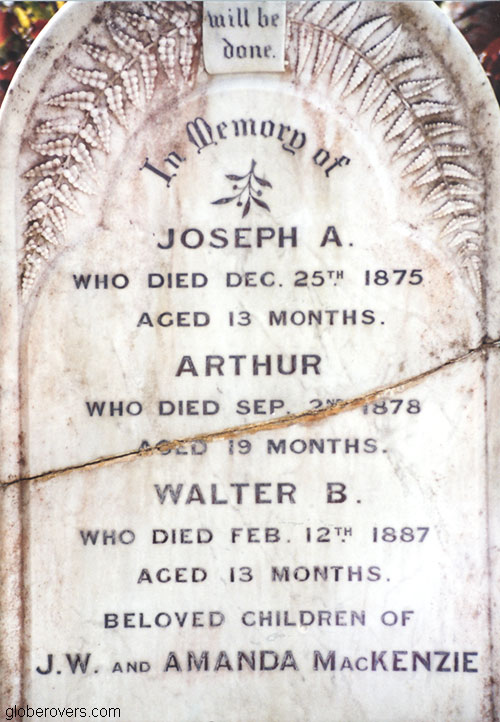 will be
done.
In Memory of
JOSEPH A.
WHO DIED DEC. 25TH 1875
AGED 13 MONTHS.
ARTHUR
WHO DIED SEP. 2ND 1878
AGED 19 MONTHS.
WALTER B.
WHO DIED FEB. 12TH 1887
AGED 13 MONTHS.
BELOVED CHILDREN OF
J.W. AND AMANDA MACKENZIE
globerovers.com